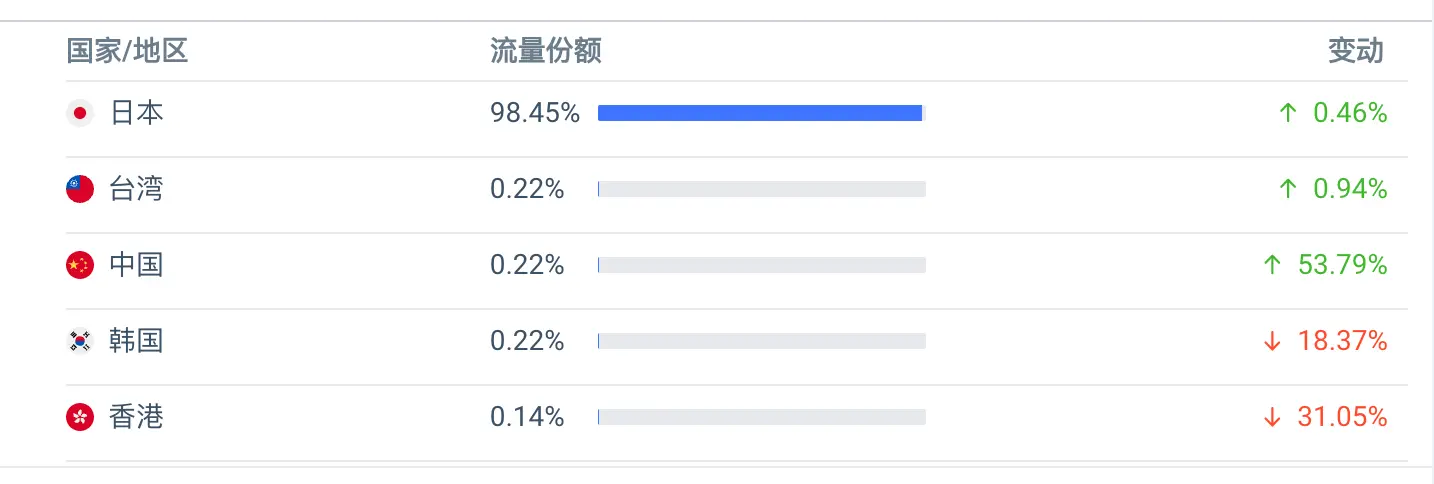 国家/地区 流量份额 变动
日本 98.45% ↑ 0.46%
台湾 0.22% ↑ 0.94%
中国 0.22% ↑ 53.79%
韩国 0.22% ↓ 18.37%
香港 0.14% ↓ 31.05%